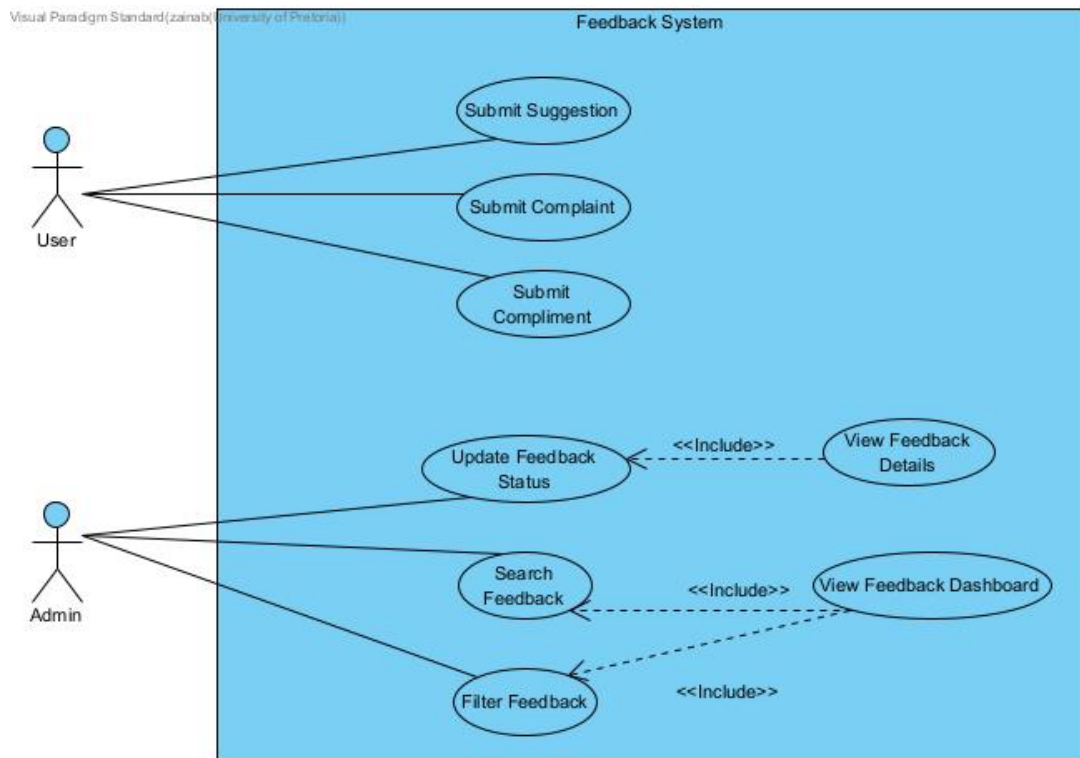 Visual Paradigm Standard(zainab(University of Pretoria))
Feedback System
Submit Suggestion
Submit Complaint
User
Submit
Compliment
Update Feedback
Status
<<Include>>
View Feedback
Details
Search
Feedback
<<Include>>
View Feedback Dashboard
Admin
Filter Feedback
<<Include>>